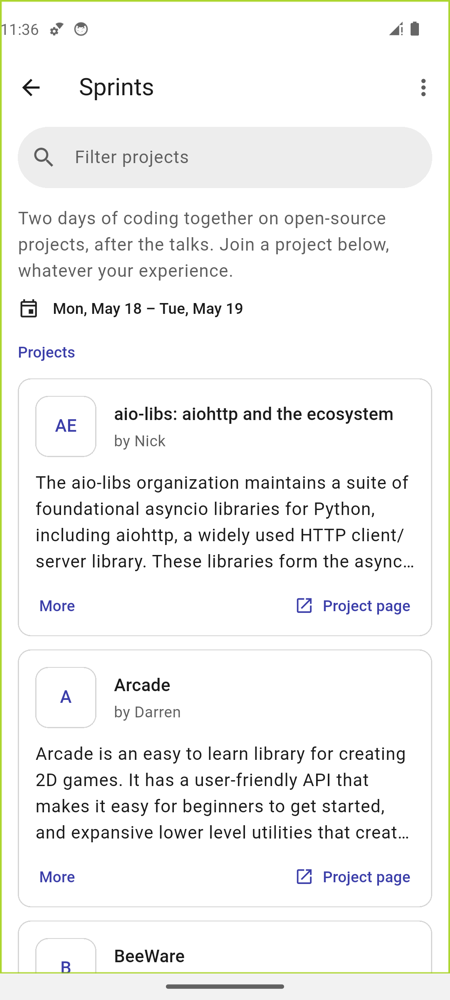 11:36
Sprints
Filter projects
Two days of coding together on open-source
projects, after the talks. Join a project below,
whatever your experience.
Mon, May 18 – Tue, May 19
Projects
AE
aio-libs: aiohttp and the ecosystem
by Nick
The aio-libs organization maintains a suite of
foundational asyncio libraries for Python,
including aiohttp, a widely used HTTP client/
server library. These libraries form the async…
More
Project page
A
Arcade
by Darren
Arcade is an easy to learn library for creating
2D games. It has a user-friendly API that
makes it easy for beginners to get started,
and expansive lower level utilities that creat…
More
Project page
B
BeeWare